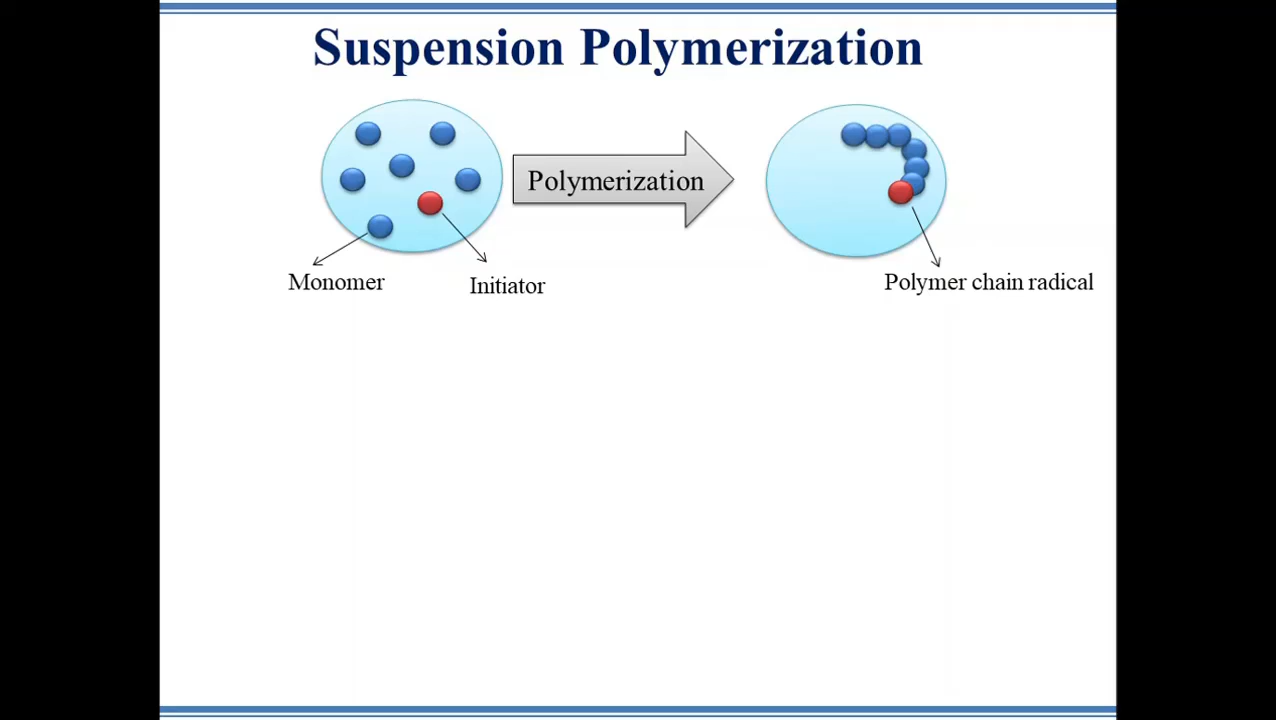 Suspension Polymerization
Polymerization
Monomer
Initiator
Polymer chain radical